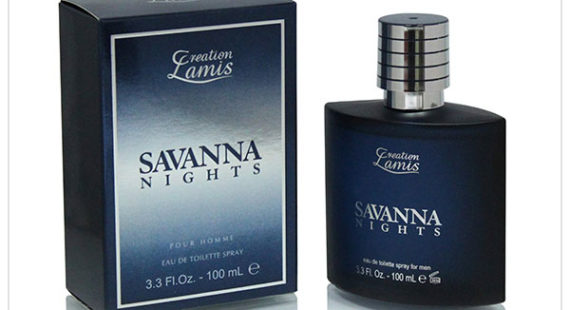 Creation
Lamis
SAVANNA
NIGHTS
POUR HOMME
EAU DE TOILETTE SPRAY
3.3 Fl.Oz. - 100 mL ℮
Creation
Lamis
SAVANNA
NIGHTS
eau de toilette spray for men
3.3 Fl.Oz. - 100 mL ℮